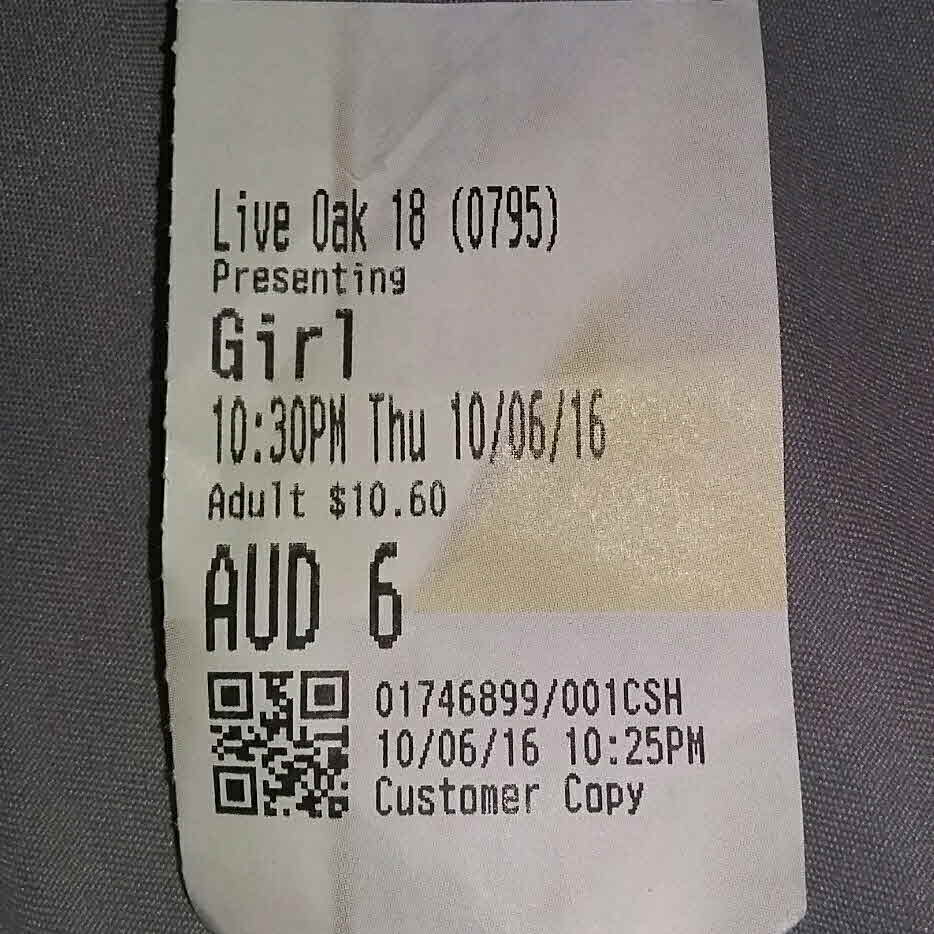 Live Oak 18 (0795)
Presenting
Girl
10:30PM Thu 10/06/16
Adult $10.60
AUD 6
01746899/001CSH
10/06/16 10:25PM
Customer Copy